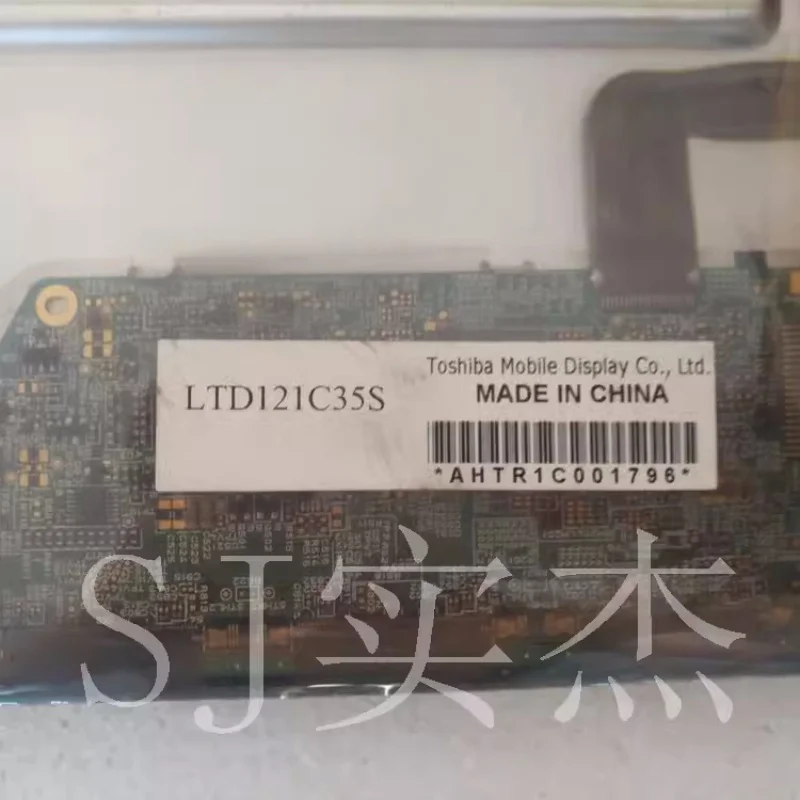 LTD121C35S
Toshiba Mobile Display Co., Ltd.
MADE IN CHINA
*AHTR1C001796*
SJ实杰